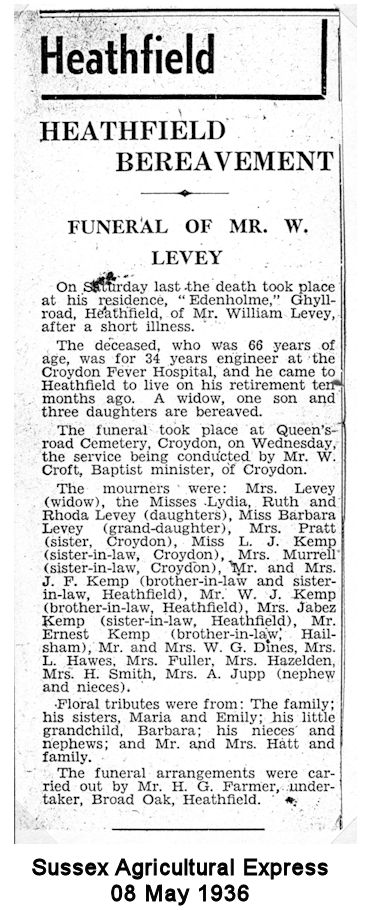 Heathfield
HEATHFIELD
BEREAVEMENT
FUNERAL OF MR. W.
LEVEY
On Saturday last the death took place
at his residence, "Edenholme," Ghyll-
road, Heathfield, of Mr. William Levey,
after a short illness.
The deceased, who was 66 years of
age, was for 34 years engineer at the
Croydon Fever Hospital, and he came to
Heathfield to live on his retirement ten
months ago. A widow, one son and
three daughters are bereaved.
The funeral took place at Queen's-
road Cemetery, Croydon, on Wednesday,
the service being conducted by Mr. W.
Croft, Baptist minister, of Croydon.
The mourners were: Mrs. Levey
(widow), the Misses Lydia, Ruth and
Rhoda Levey (daughters), Miss Barbara
Levey (grand-daughter), Mrs. Pratt
(sister, Croydon), Miss L. J. Kemp
(sister-in-law, Croydon), Mrs. Murrell
(sister-in-law, Croydon), Mr. and Mrs.
J. F. Kemp (brother-in-law and sister-
in-law, Heathfield), Mr. W. J. Kemp
(brother-in-law, Heathfield), Mrs. Jabez
Kemp (sister-in-law, Heathfield), Mr.
Ernest Kemp (brother-in-law, Hail-
sham), Mr. and Mrs. W. G. Dines, Mrs.
L. Hawes, Mrs. Fuller, Mrs. Hazelden,
Mrs. H. Smith, Mrs. A. Jupp (nephew
and nieces).
Floral tributes were from: The family;
his sisters, Maria and Emily; his little
grandchild, Barbara; his nieces and
nephews; and Mr. and Mrs. Hatt and
family.
The funeral arrangements were car-
ried out by Mr. H. G. Farmer, under-
taker, Broad Oak, Heathfield.
Sussex Agricultural Express
08 May 1936